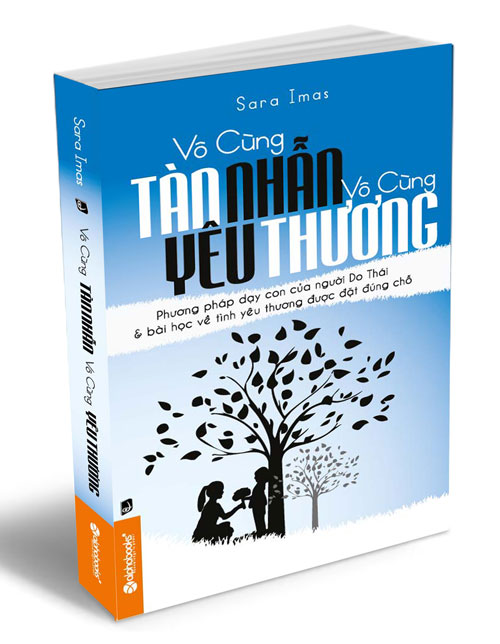 Sara Imas
Vô Cùng
TÀN NHẪN Vô Cùng
YÊU THƯƠNG
Phương pháp dạy con của người Do Thái
& bài học về tình yêu thương được đặt đúng chỗ
Sara Imas Vô Cùng TÀN NHẪN Vô Cùng YÊU THƯƠNG
alphabooks